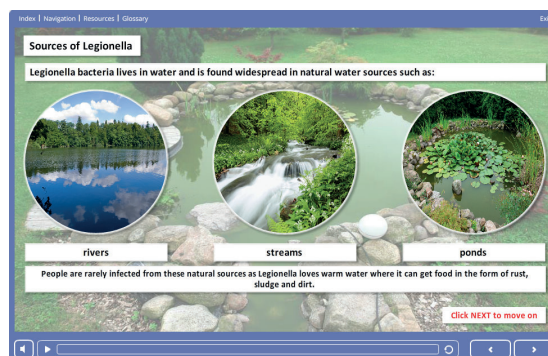 Index | Navigation | Resources | Glossary
Exi
Sources of Legionella
Legionella bacteria lives in water and is found widespread in natural water sources such as:
rivers
streams
ponds
People are rarely infected from these natural sources as Legionella loves warm water where it can get food in the form of rust,
sludge and dirt.
Click NEXT to move on